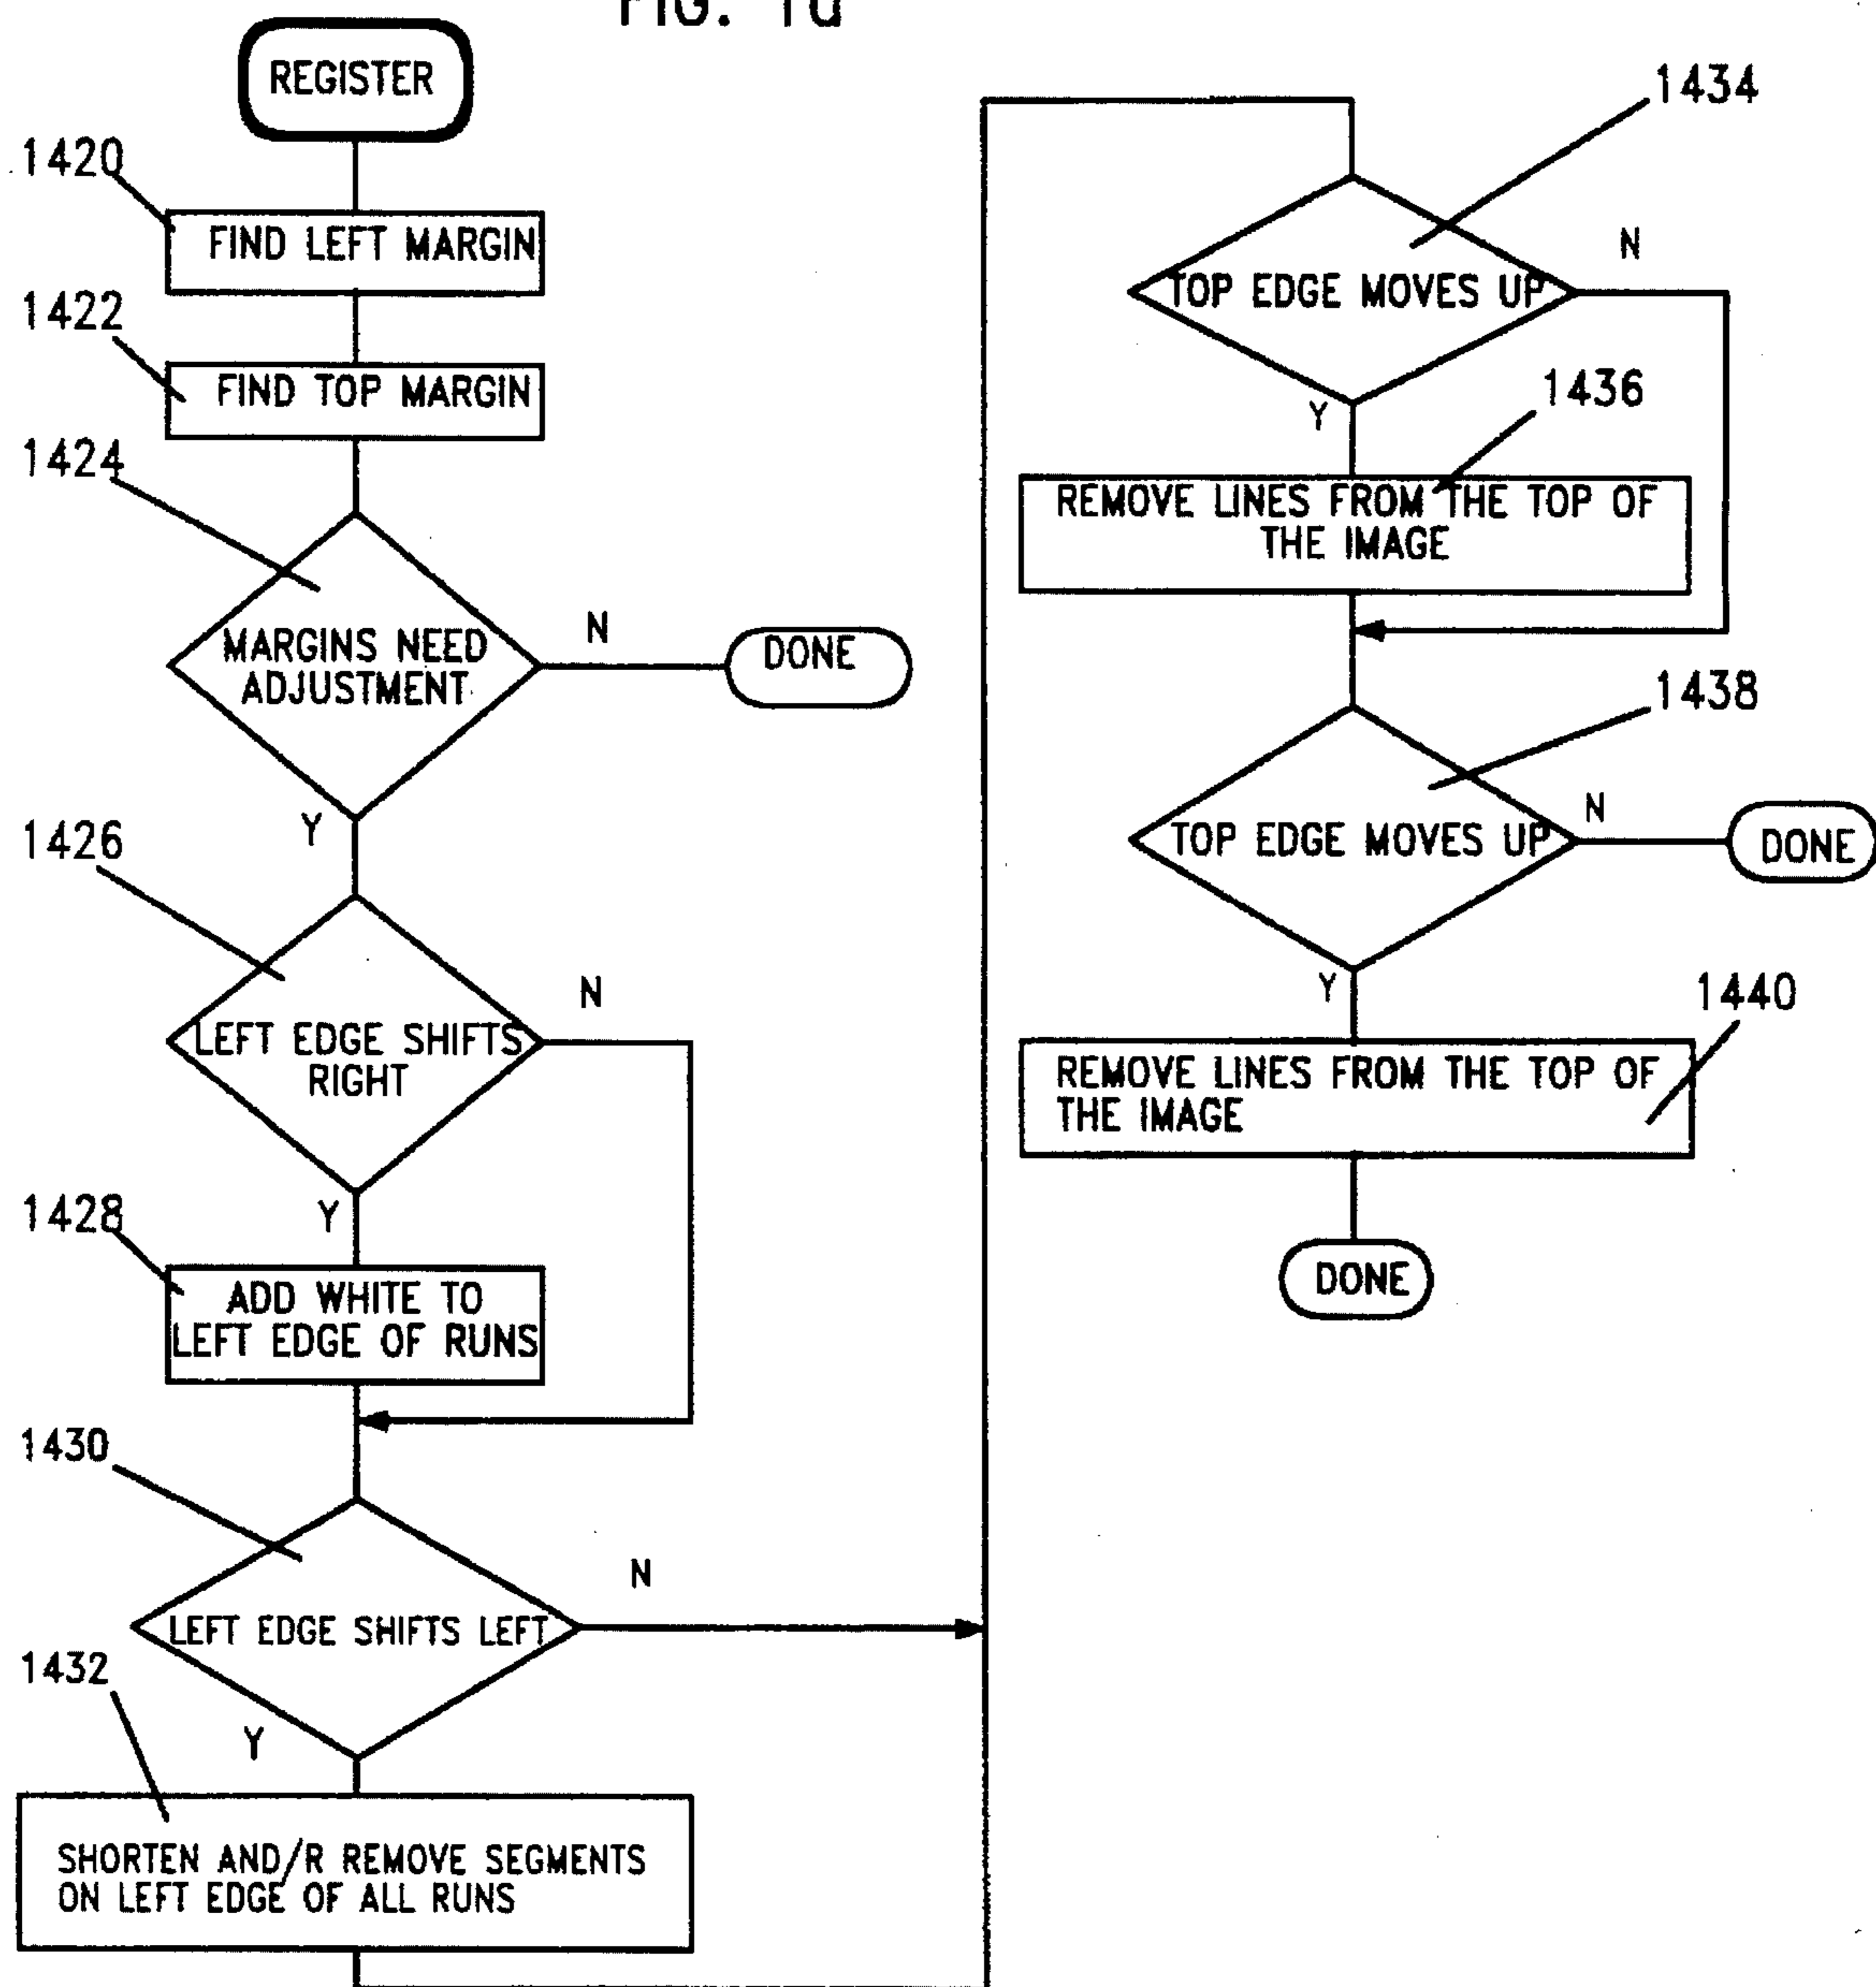 FIG. 1d
REGISTER
1420
FIND LEFT MARGIN
1422
FIND TOP MARGIN
1424
MARGINS NEED
ADJUSTMENT
N
DONE
Y
1426
LEFT EDGE SHIFTS
RIGHT
N
Y
1428
ADD WHITE TO
LEFT EDGE OF RUNS
1430
LEFT EDGE SHIFTS LEFT
N
Y
1432
SHORTEN AND/R REMOVE SEGMENTS
ON LEFT EDGE OF ALL RUNS
1434
TOP EDGE MOVES UP
N
Y
1436
REMOVE LINES FROM THE TOP OF
THE IMAGE
1438
TOP EDGE MOVES UP
N
DONE
Y
1440
REMOVE LINES FROM THE TOP OF
THE IMAGE
DONE